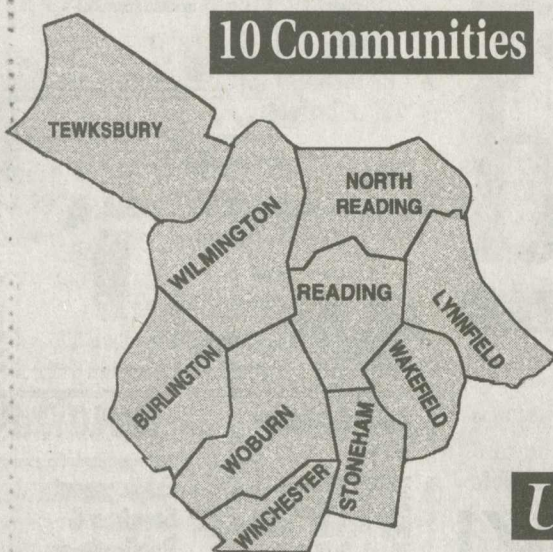 10 Communities
TEWKSBURY
NORTH
READING
WILMINGTON
READING
LYNNFIELD
BURLINGTON
WAKEFIELD
WOBURN
STONEHAM
WINCHESTER
U